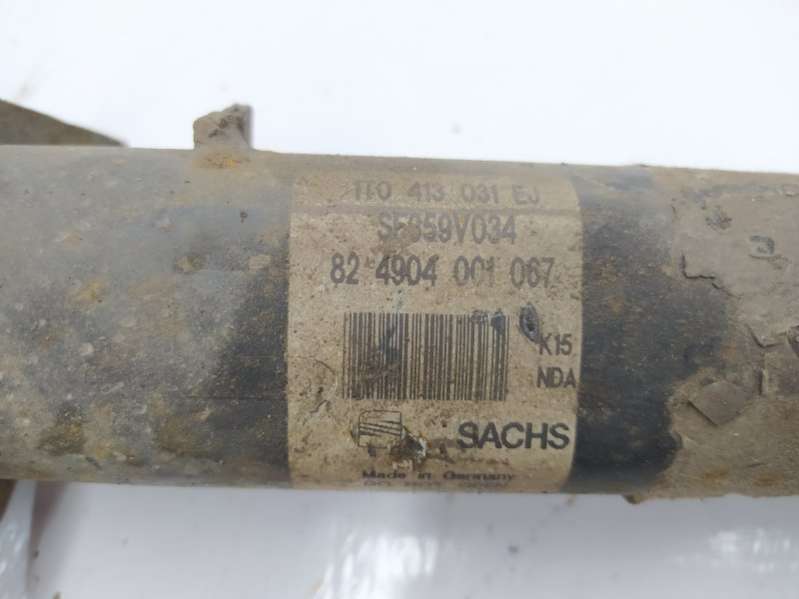 1T0 413 031 EJ
82 4904 001 067
K15
NDA
SACHS
Made in Germany